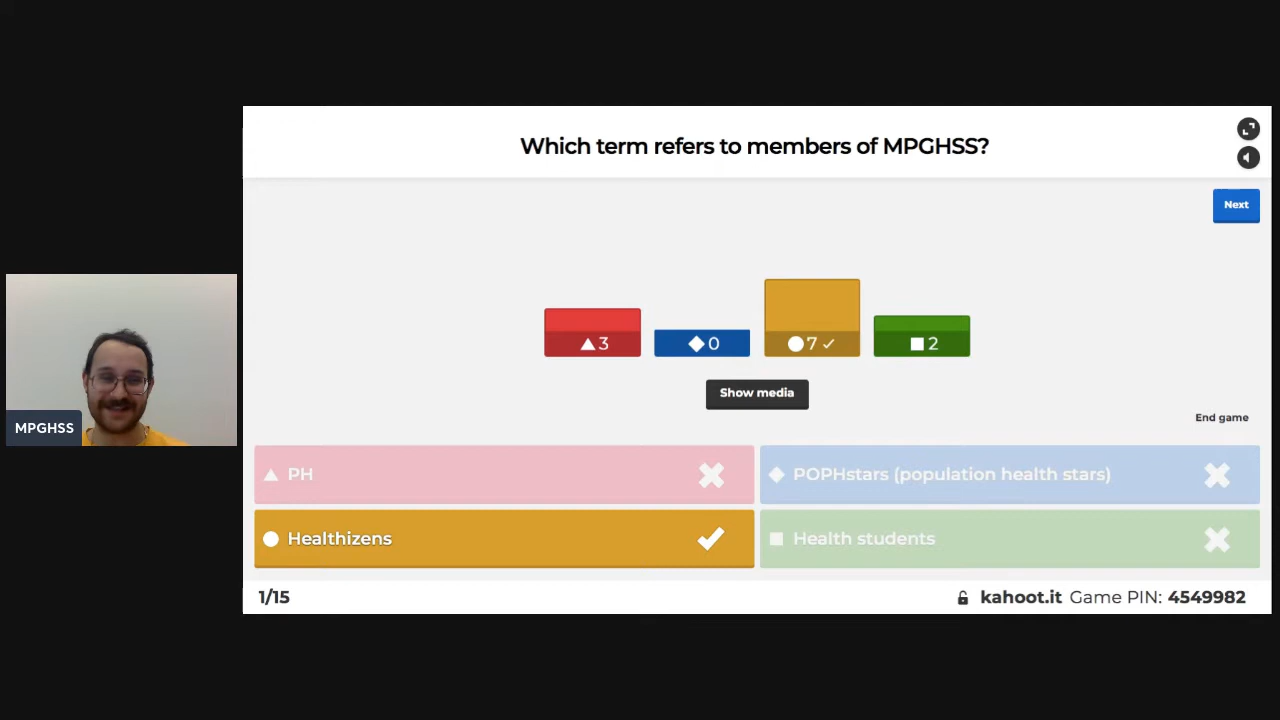 Which term refers to members of MPGHSS?
Next
3
0
7
2
Show media
End game
MPGHSS
PH
POPHstars (population health stars)
Healthizens
Health students
1/15
kahoot.it Game PIN: 4549982